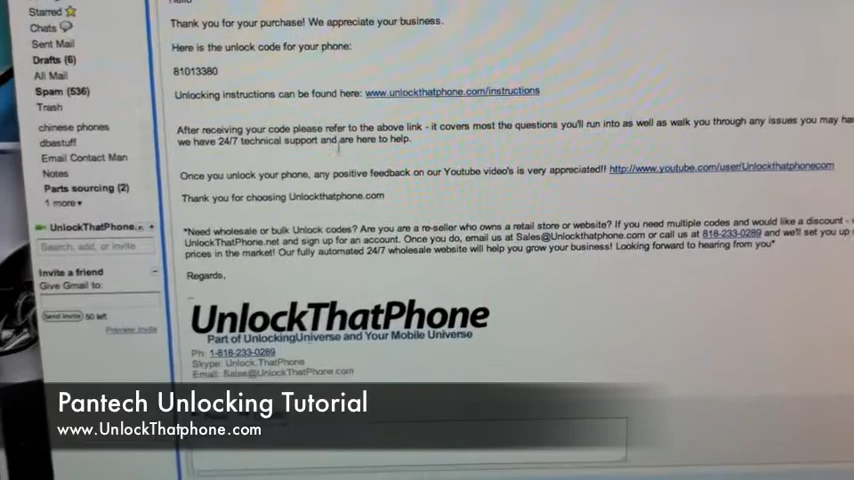 Hello
Starred
Thank you for your purchase! We appreciate your business.
Chats
Sent Mail
Here is the unlock code for your phone:
Drafts (6)
All Mail
81013380
Spam (536)
Unlocking instructions can be found here: www.unlockthatphone.com/instructions
Trash
chinese phones
dbastuff
Email Contact Man
Notes
Parts sourcing (2)
1 more▾
After receiving your code please refer to the above link - it covers most the questions you'll run into as well as walk you through any issues you may
we have 24/7 technical support and are here to help.
Once you unlock your phone, any positive feedback on our Youtube video's is very appreciated!! http://www.youtube.com/user/Unlockthatphonecom
Thank you for choosing Unlockthatphone.com
UnlockThatPhone.
Search, add, or invite
*Need wholesale or bulk Unlock codes? Are you a re-seller who owns a retail store or website? If you need multiple codes and would like a discount -
UnlockThatPhone.net and sign up for an account. Once you do, email us at Sales@Unlockthatphone.com or call us at 818-233-0289 and we'll set you up
prices in the market! Our fully automated 24/7 wholesale website will help you grow your business! Looking forward to hearing from you*
Invite a friend
Give Gmail to:
Send Invite 50 left
Preview Invite
Regards,
--
UnlockThatPhone
Part of UnlockingUniverse and Your Mobile Universe
Ph: 1-818-233-0289
Skype: Unlock.ThatPhone
Email: Sales@UnlockThatPhone.com
Pantech Unlocking Tutorial
www.UnlockThatphone.com